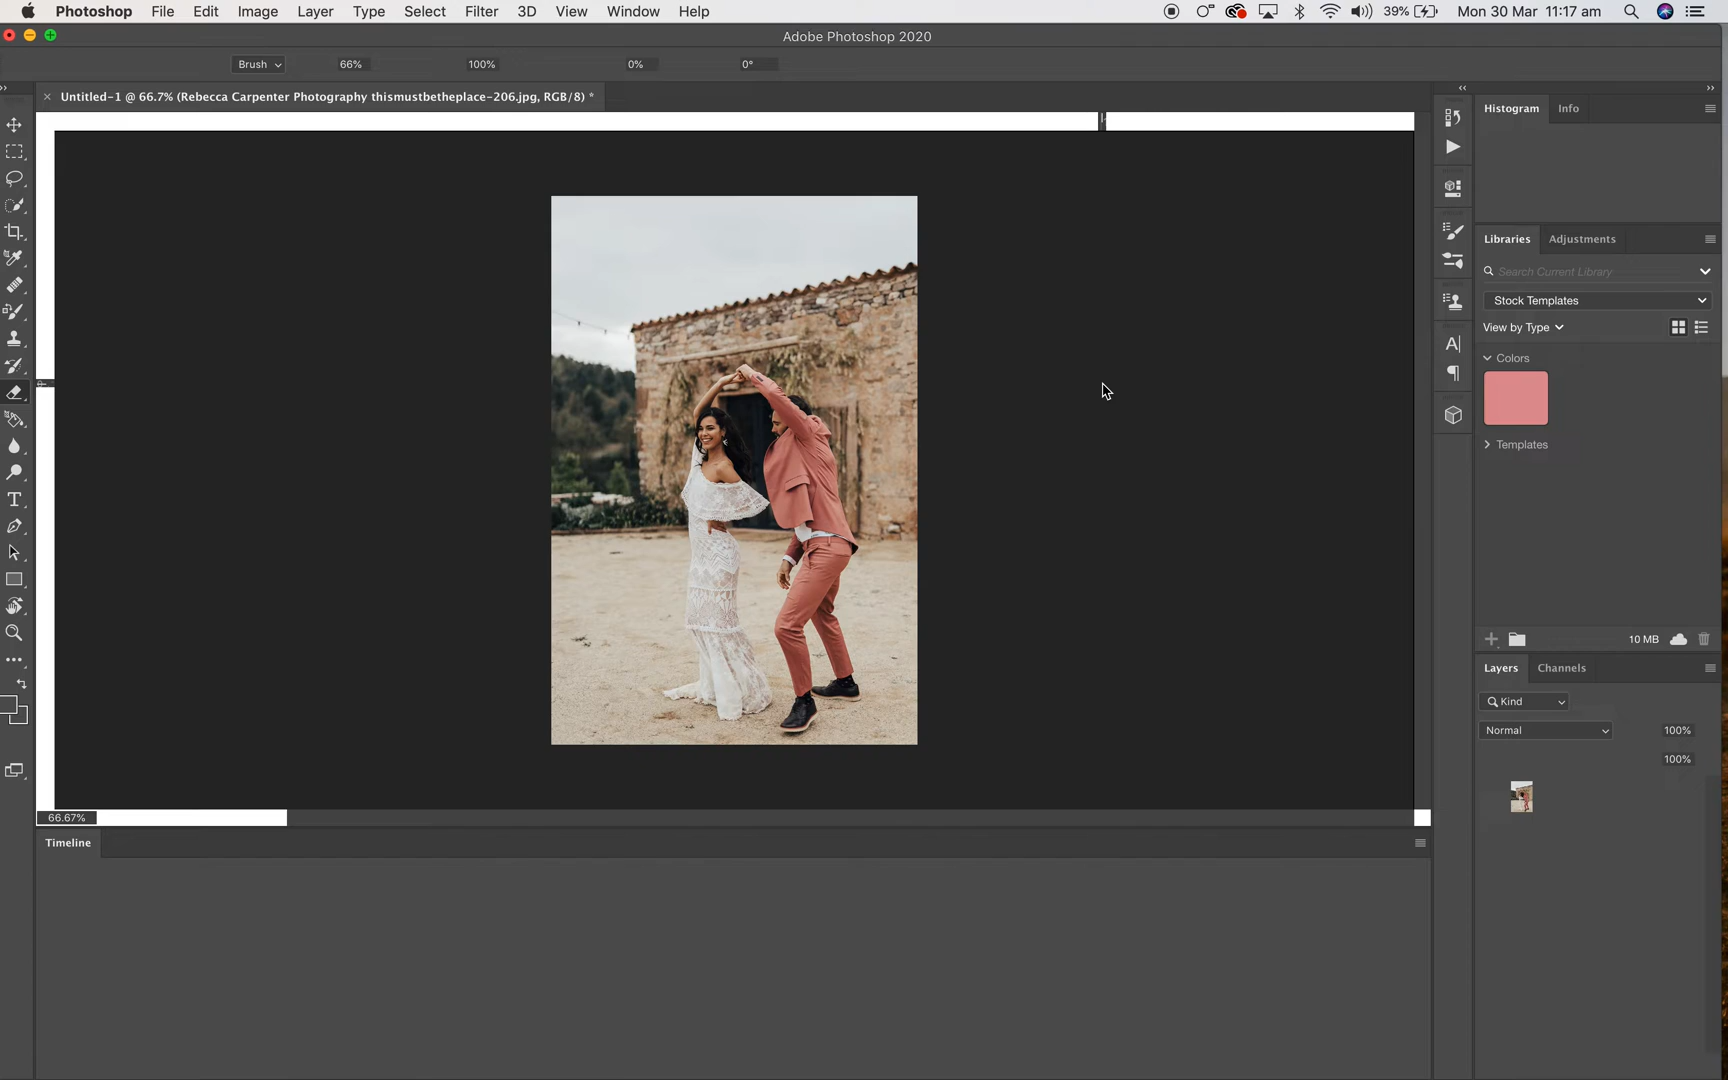 Photoshop File Edit Image Layer Type Select Filter 3D View Window Help 39% Mon 30 Mar 11:17 am
Adobe Photoshop 2020
Brush 66% 100% 0% 0°
Untitled-1 @ 66.7% (Rebecca Carpenter Photography thismustbetheplace-206.jpg, RGB/8) *
Histogram Info
Libraries Adjustments
Search Current Library
Stock Templates
View by Type
Colors
Templates
10 MB
Layers Channels
Kind
Normal 100%
100%
66.67%
Timeline